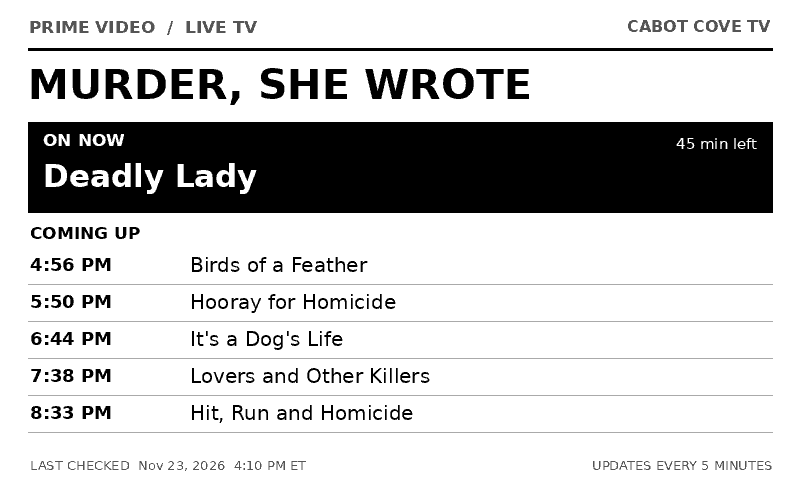 PRIME VIDEO / LIVE TV
CABOT COVE TV
MURDER, SHE WROTE
ON NOW
45 min left
Deadly Lady
COMING UP
4:56 PM Birds of a Feather
5:50 PM Hooray for Homicide
6:44 PM It's a Dog's Life
7:38 PM Lovers and Other Killers
8:33 PM Hit, Run and Homicide
LAST CHECKED Nov 23, 2026 4:10 PM ET
UPDATES EVERY 5 MINUTES